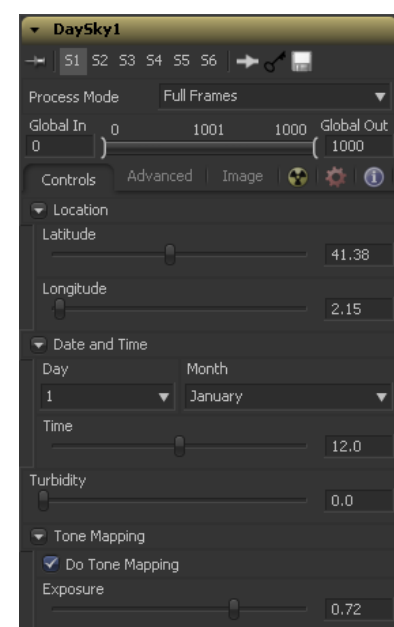 DaySky1
S1 S2 S3 S4 S5 S6
Process Mode Full Frames
Global In 0 1001 1000 Global Out
0 1000
Controls Advanced Image
Location
Latitude
41.38
Longitude
2.15
Date and Time
Day Month
1 January
Time
12.0
Turbidity
0.0
Tone Mapping
Do Tone Mapping
Exposure
0.72